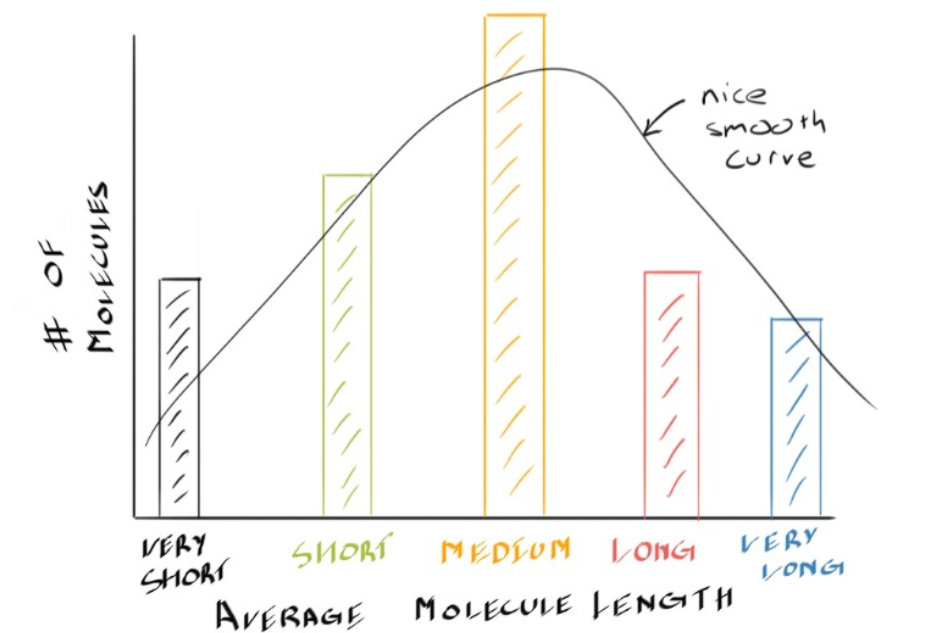 # OF
MOLECULES
nice
smooth
curve
VERY
SHORT
SHORT
MEDIUM
LONG
VERY
LONG
AVERAGE MOLECULE LENGTH